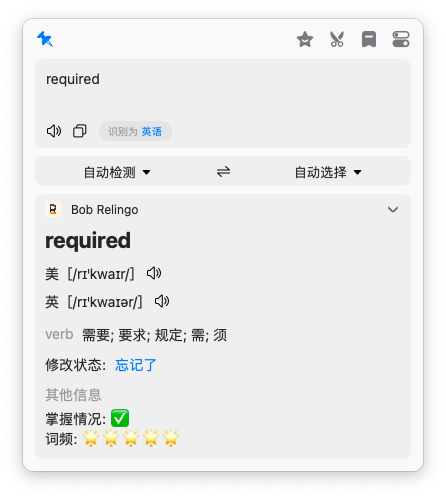 required
识别为 英语
自动检测 自动选择
Bob Relingo
required
美 [/rɪˈkwaɪr/]
英 [/rɪˈkwaɪər/]
verb 需要; 要求; 规定; 需; 须
修改状态: 忘记了
其他信息
掌握情况: ✅
词频: 🌟🌟🌟🌟🌟